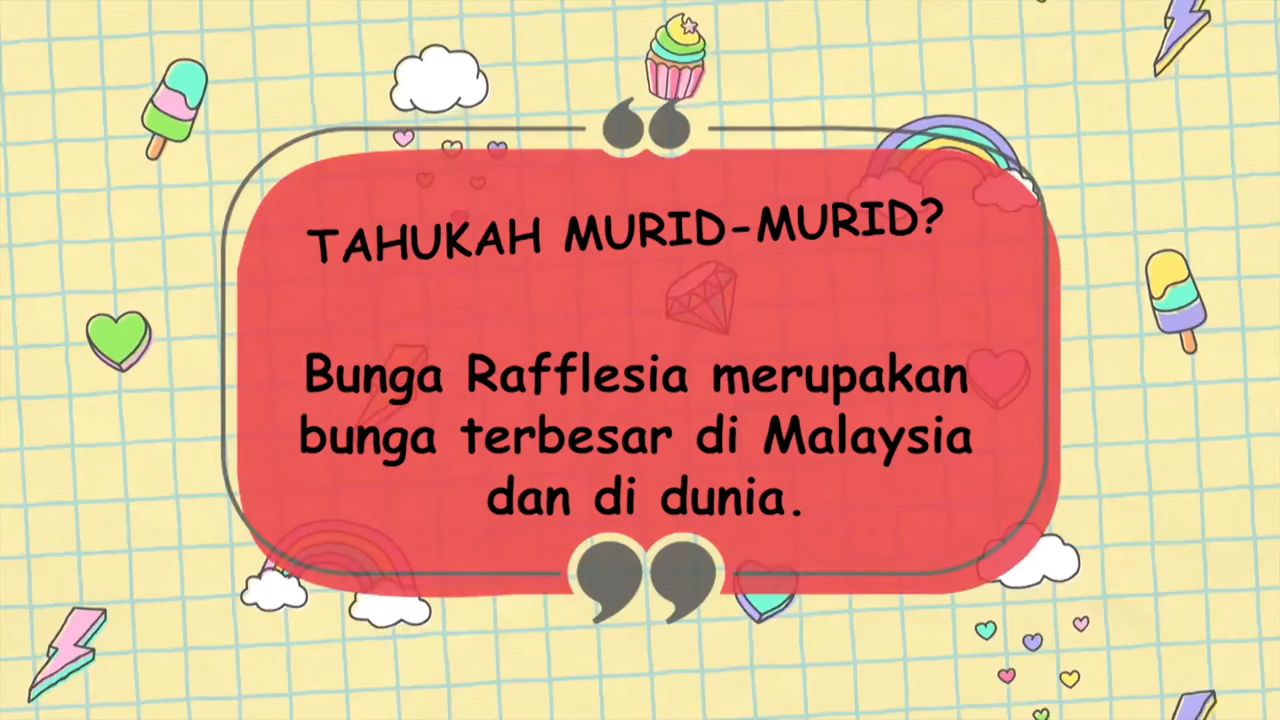 TAHUKAH MURID-MURID?
Bunga Rafflesia merupakan
bunga terbesar di Malaysia
dan di dunia.